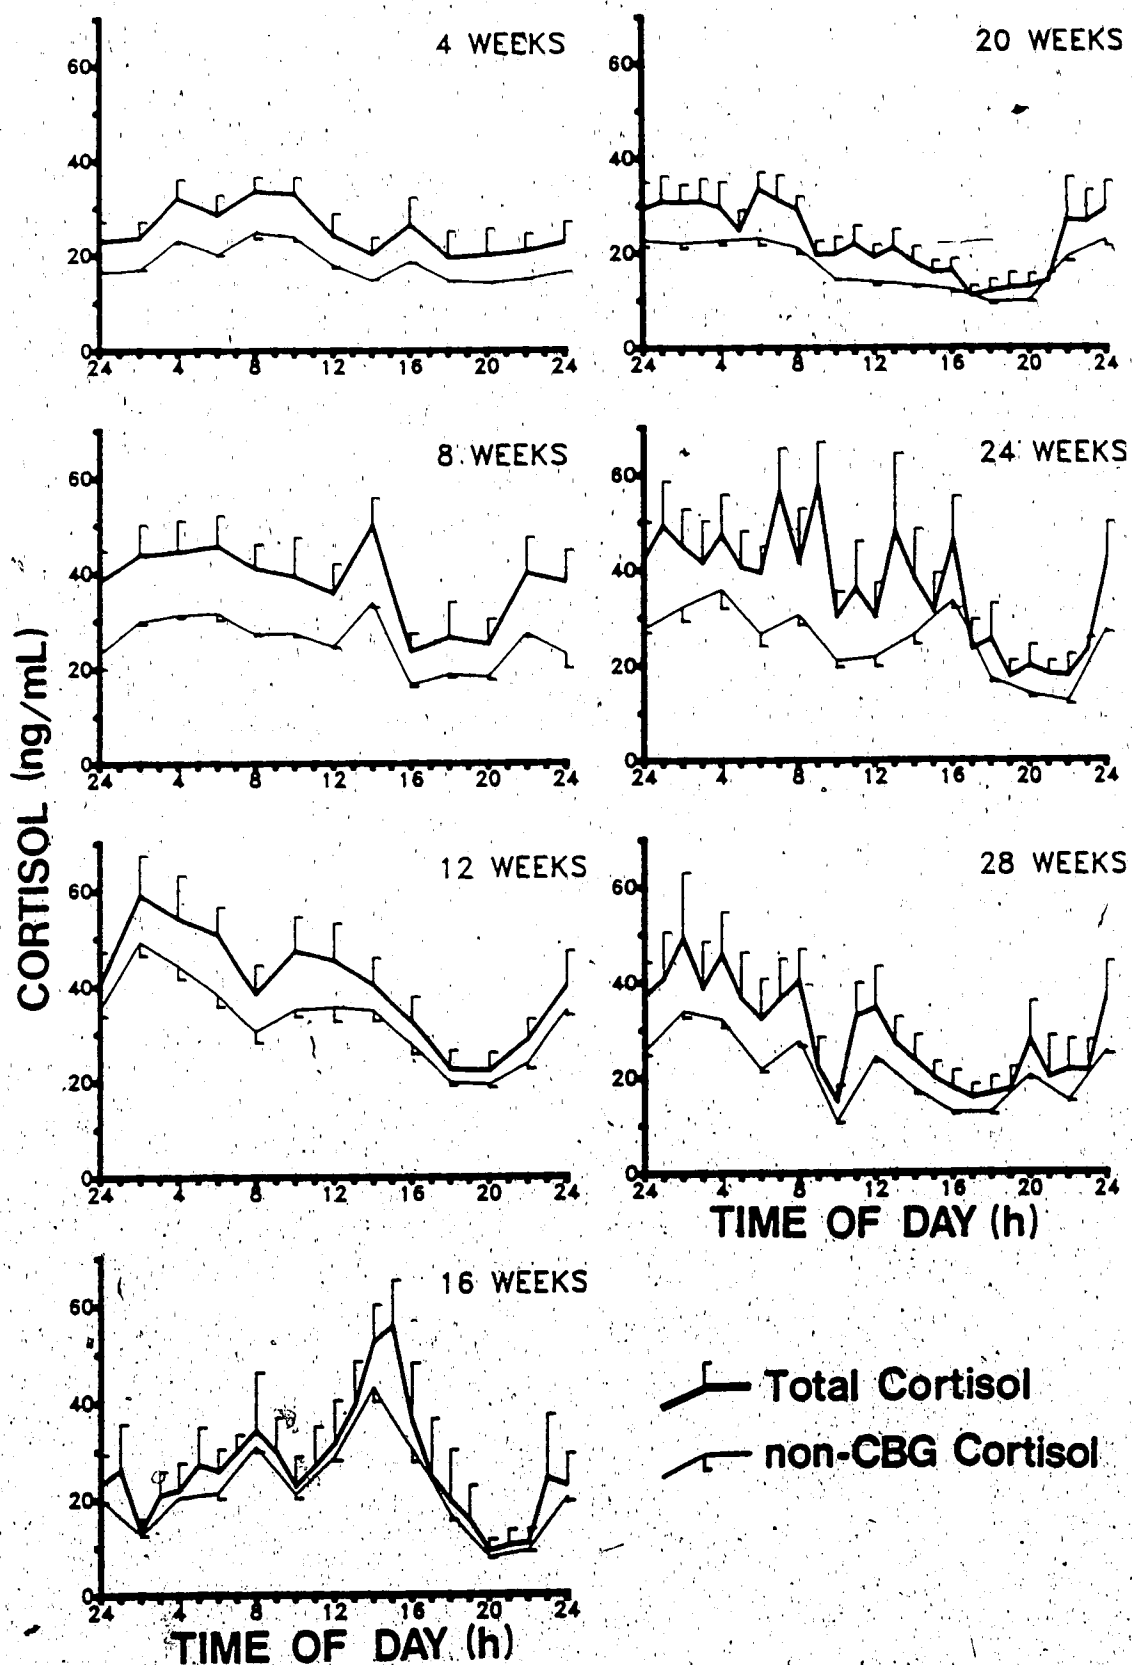 4 WEEKS
60
40
20
0
24 4 8 12 16 20 24
20 WEEKS
60
40
20
0
24 4 8 12 16 20 24
8 WEEKS
60
40
20
0
24 4 8 12 16 20 24
24 WEEKS
60
40
20
0
24 4 8 12 16 20 24
CORTISOL (ng/mL)
12 WEEKS
60
40
20
0
24 4 8 12 16 20 24
28 WEEKS
60
40
20
0
24 4 8 12 16 20 24
TIME OF DAY (h)
16 WEEKS
60
40
20
0
24 4 8 12 16 20 24
TIME OF DAY (h)
Total Cortisol
non-CBG Cortisol